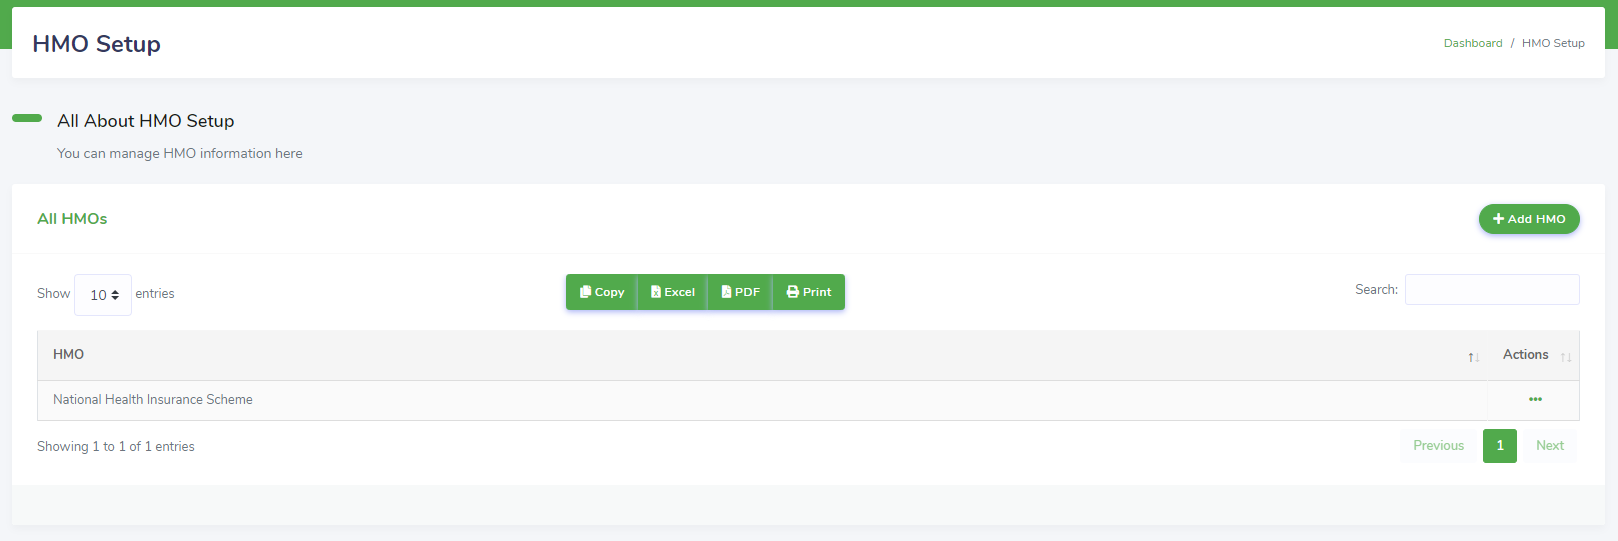 HMO Setup
Dashboard / HMO Setup
All About HMO Setup
You can manage HMO information here
All HMOs
Add HMO
Show 10 entries
Copy Excel PDF Print
Search:
HMO Actions
National Health Insurance Scheme
Showing 1 to 1 of 1 entries
Previous 1 Next